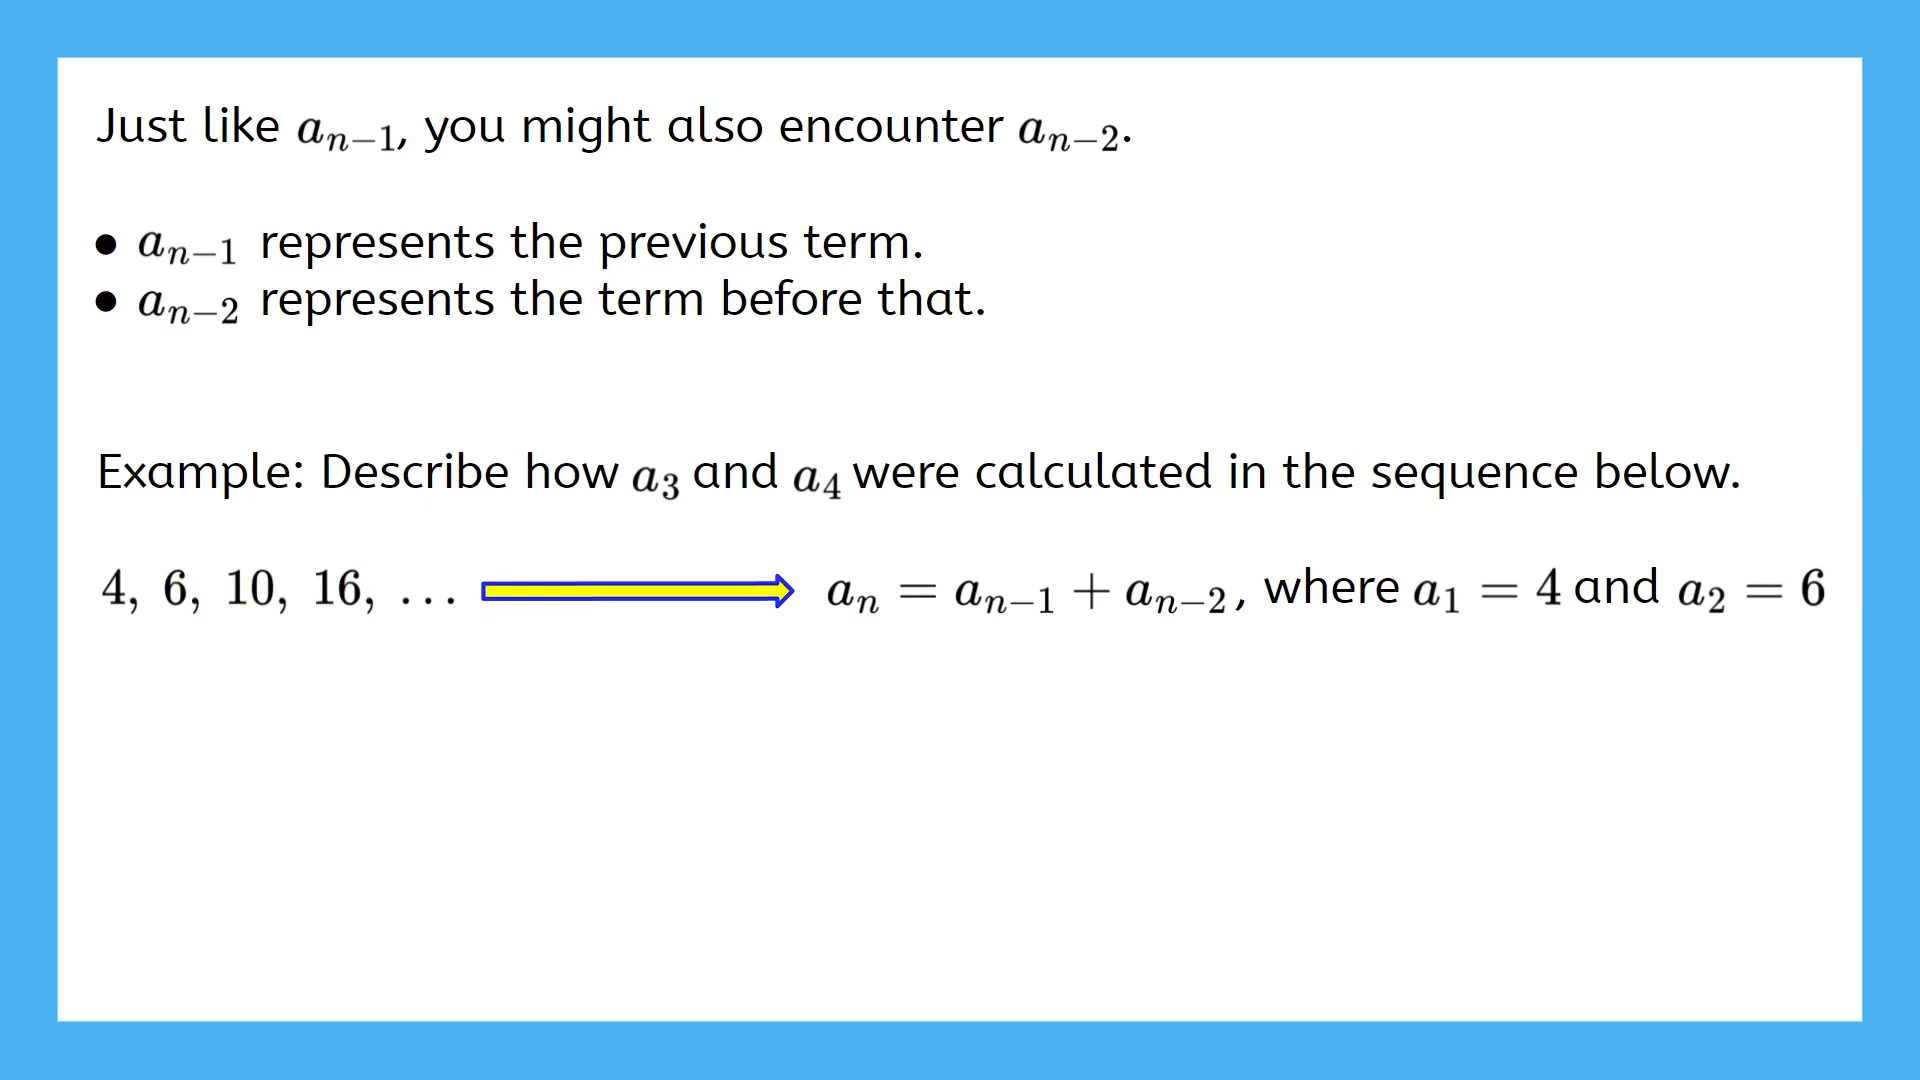 Just like aₙ₋₁, you might also encounter aₙ₋₂.
● aₙ₋₁ represents the previous term.
● aₙ₋₂ represents the term before that.
Example: Describe how a₃ and a₄ were calculated in the sequence below.
4, 6, 10, 16, ... aₙ = aₙ₋₁ + aₙ₋₂, where a₁ = 4 and a₂ = 6